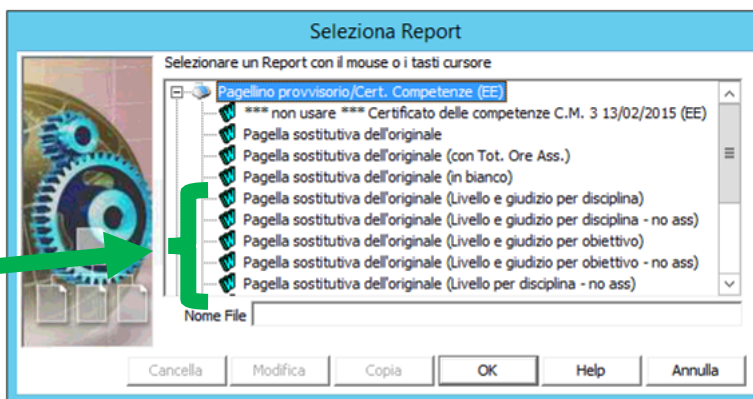 Seleziona Report
Selezionare un Report con il mouse o i tasti cursore
Pagellino provvisorio/Cert. Competenze (EE)
*** non usare *** Certificato delle competenze C.M. 3 13/02/2015 (EE)
Pagella sostitutiva dell'originale
Pagella sostitutiva dell'originale (con Tot. Ore Ass.)
Pagella sostitutiva dell'originale (in bianco)
Pagella sostitutiva dell'originale (Livello e giudizio per disciplina)
Pagella sostitutiva dell'originale (Livello e giudizio per disciplina - no ass)
Pagella sostitutiva dell'originale (Livello e giudizio per obiettivo)
Pagella sostitutiva dell'originale (Livello e giudizio per obiettivo - no ass)
Pagella sostitutiva dell'originale (Livello per disciplina - no ass)
Nome File
Cancella Modifica Copia OK Help Annulla